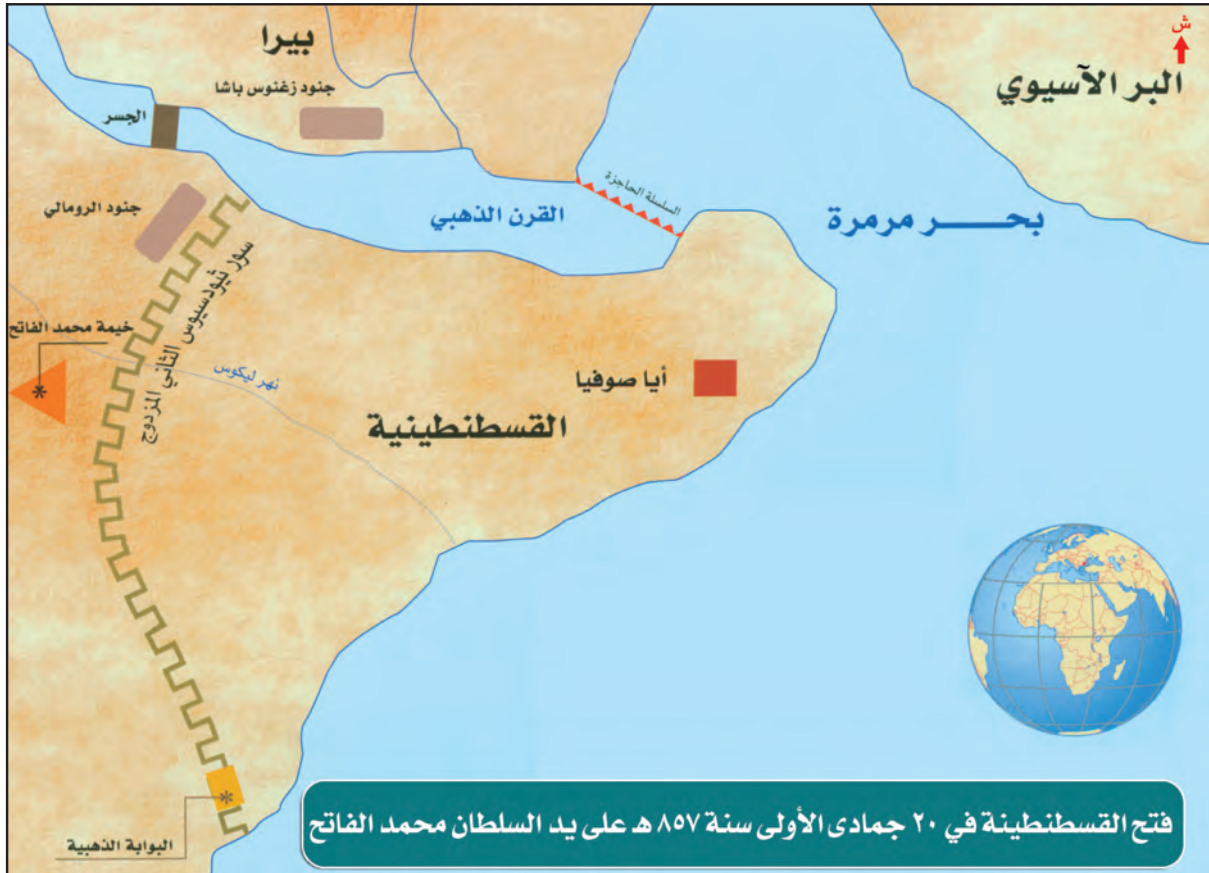 ش
البر الآسيوي
بيرا
جنود زغنوس باشا
الجسر
السلسلة الحاجزة
جنود الرومالي
القرن الذهبي
بحــــر مرمرة
سور ثيودسيوس الثاني المزدوج
خيمة محمد الفاتح
نهر ليكوس
أيا صوفيا
القسطنطينية
البوابة الذهبية
فتح القسطنطينية في ٢٠ جمادى الأولى سنة ٨٥٧ هـ على يد السلطان محمد الفاتح